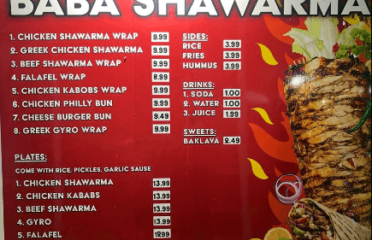 BABA SHAWARMA
1. CHICKEN SHAWARMA WRAP 8.99
2. GREEK CHICKEN SHAWARMA 9.99
3. BEEF SHAWARMA WRAP 9.99
4. FALAFEL WRAP 8.99
5. CHICKEN KABOBS WRAP 9.99
6. CHICKEN PHILLY BUN 9.99
7. CHEESE BURGER BUN 9.49
8. GREEK GYRO WRAP 9.99
SIDES:
RICE 3.99
FRIES 3.99
HUMMUS 3.99
DRINKS:
1. SODA 1.00
2. WATER 1.00
3. JUICE 1.99
SWEETS:
BAKLAVA 2.49
PLATES:
COME WITH RICE, PICKLES, GARLIC SAUSE
1. CHICKEN SHAWARMA 13.99
2. CHICKEN KABABS 13.99
3. BEEF SHAWARMA 13.99
4. GYRO 13.99
5. FALAFEL